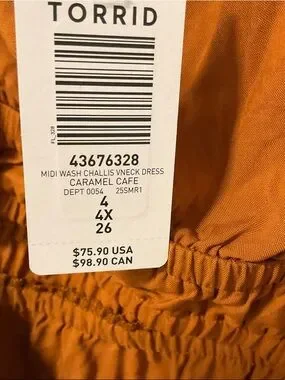 TORRID
FL_328
43676328
MIDI WASH CHALLIS VNECK DRESS
CARAMEL CAFE
DEPT 0054 25SMR1
4
4X
26
$75.90 USA
$98.90 CAN